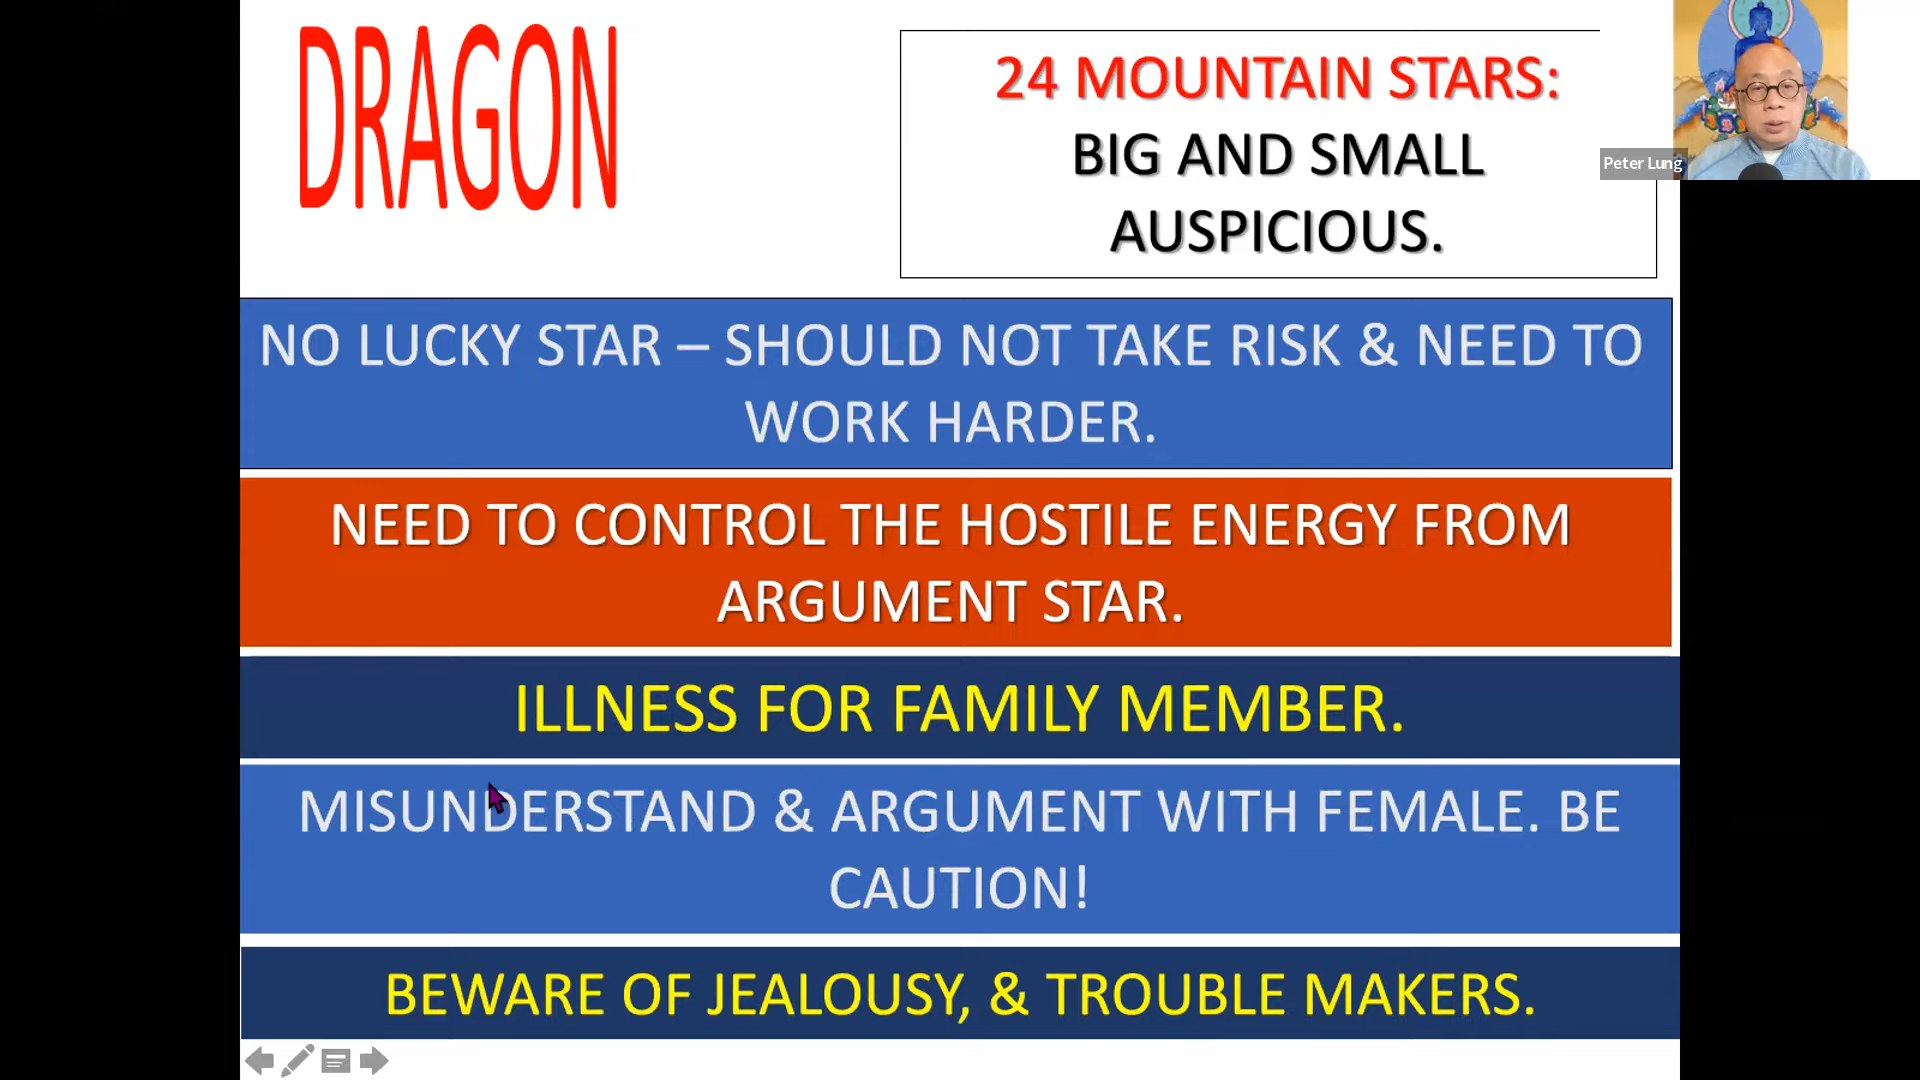 DRAGON
24 MOUNTAIN STARS:
BIG AND SMALL
AUSPICIOUS.
Peter Lung
NO LUCKY STAR – SHOULD NOT TAKE RISK & NEED TO
WORK HARDER.
NEED TO CONTROL THE HOSTILE ENERGY FROM
ARGUMENT STAR.
ILLNESS FOR FAMILY MEMBER.
MISUNDERSTAND & ARGUMENT WITH FEMALE. BE
CAUTION!
BEWARE OF JEALOUSY, & TROUBLE MAKERS.